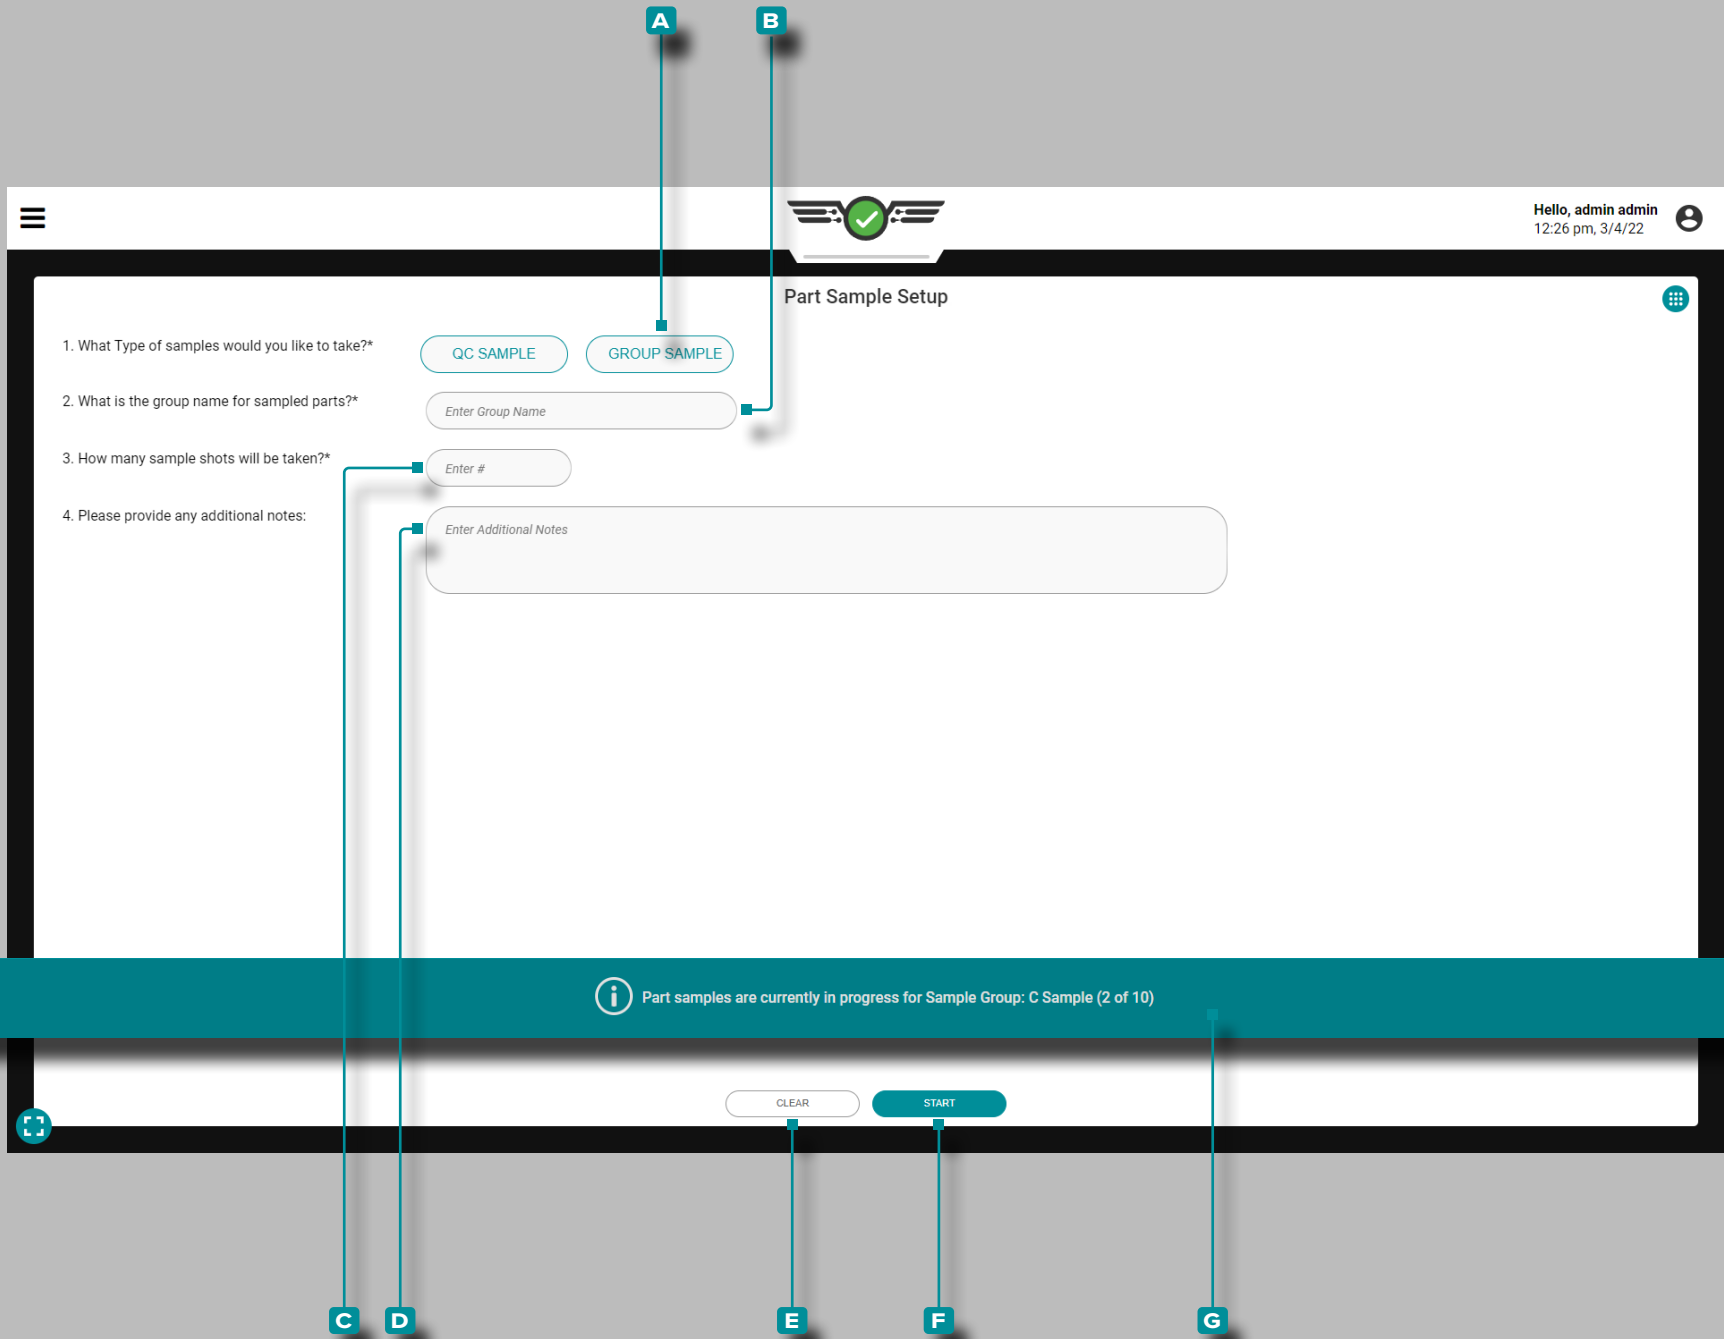 A B
Hello, admin admin
12:26 pm, 3/4/22
Part Sample Setup
1. What Type of samples would you like to take?* QC SAMPLE GROUP SAMPLE
2. What is the group name for sampled parts?* Enter Group Name
3. How many sample shots will be taken?* Enter #
4. Please provide any additional notes: Enter Additional Notes
Part samples are currently in progress for Sample Group: C Sample (2 of 10)
CLEAR START
C D E F G